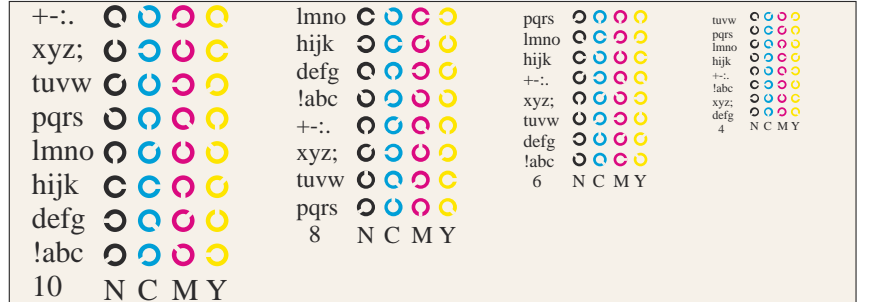 +-:.
xyz;
tuvw
pqrs
lmno
hijk
defg
!abc
10 N C M Y
lmno
hijk
defg
!abc
+-:.
xyz;
tuvw
pqrs
8 N C M Y
pqrs
lmno
hijk
+-:.
xyz;
tuvw
defg
!abc
6 N C M Y
tuvw
pqrs
lmno
hijk
+-:.
!abc
xyz;
defg
4 N C M Y